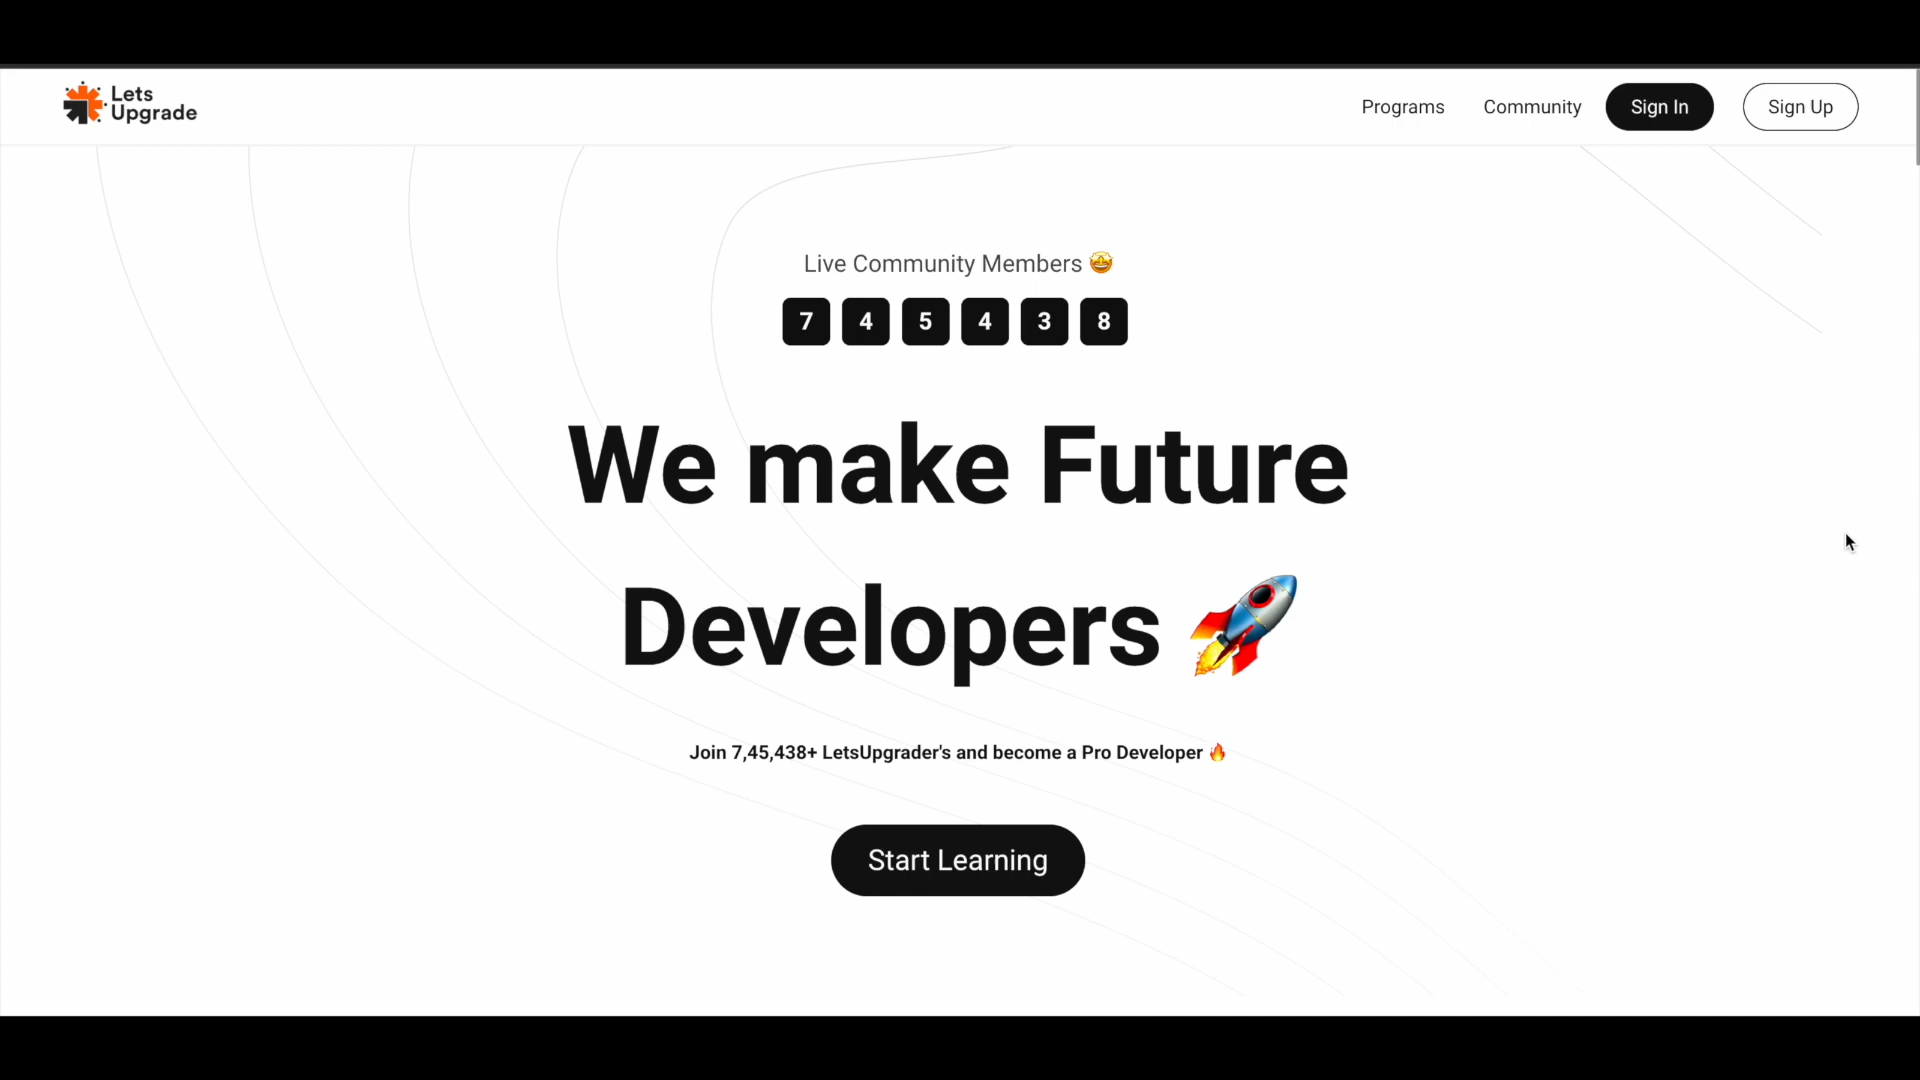 Lets
Upgrade
Programs Community Sign In Sign Up
Live Community Members 🤩
7 4 5 4 3 8
We make Future
Developers 🚀
Join 7,45,438+ LetsUpgrader's and become a Pro Developer 🔥
Start Learning